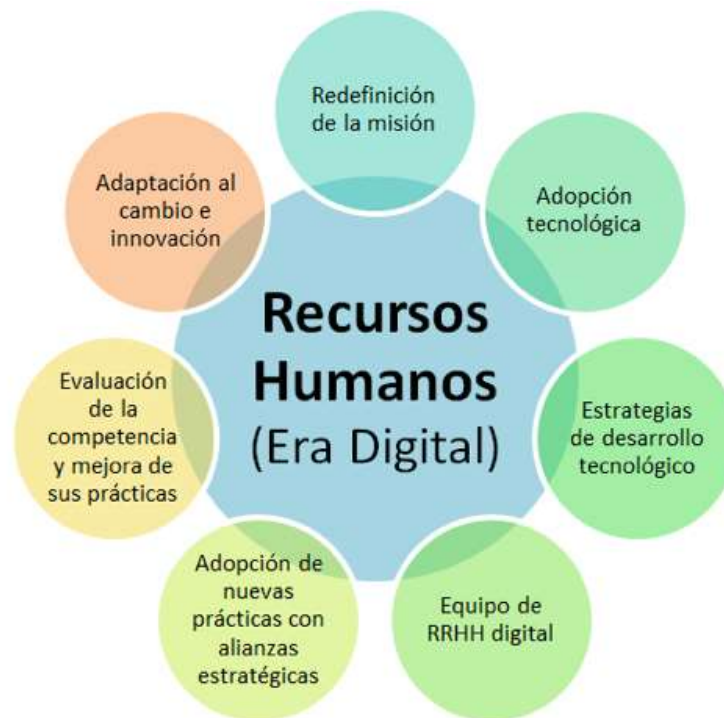 Redefinición
de la misión
Adopción
tecnológica
Estrategias
de desarrollo
tecnológico
Equipo de
RRHH digital
Adopción de
nuevas
prácticas con
alianzas
estratégicas
Evaluación
de la
competencia
y mejora de
sus prácticas
Adaptación al
cambio e
innovación
Recursos
Humanos
(Era Digital)